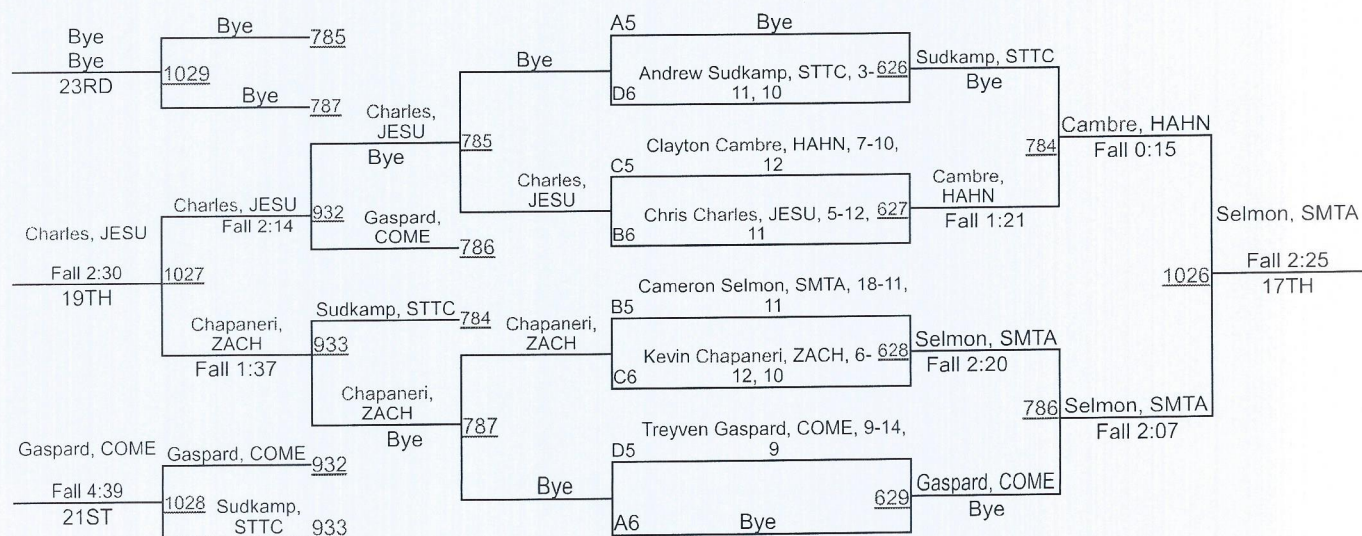 Bye
Bye
23RD
1029
Bye
785
Bye
787
Charles, JESU
Fall 2:30
19TH
1027
Charles, JESU
Fall 2:14
932
Charles,
JESU
Bye
785
Gaspard,
COME
786
Chapaneri,
ZACH
Fall 1:37
933
Sudkamp, STTC
784
Chapaneri,
ZACH
Bye
787
Gaspard, COME
Fall 4:39
21ST
1028
Gaspard, COME
932
Sudkamp,
STTC
933
Bye
Charles,
JESU
Chapaneri,
ZACH
Bye
A5
Bye
Andrew Sudkamp, STTC, 3-
11, 10
D6
626
Clayton Cambre, HAHN, 7-10,
12
C5
Chris Charles, JESU, 5-12,
11
B6
627
Cameron Selmon, SMTA, 18-11,
11
B5
Kevin Chapaneri, ZACH, 6-
12, 10
C6
628
Treyven Gaspard, COME, 9-14,
9
D5
A6
Bye
629
Sudkamp, STTC
Bye
784
Cambre,
HAHN
Fall 1:21
Selmon, SMTA
Fall 2:20
786
Gaspard, COME
Bye
Cambre, HAHN
Fall 0:15
Selmon, SMTA
Fall 2:07
1026
Selmon, SMTA
Fall 2:25
17TH